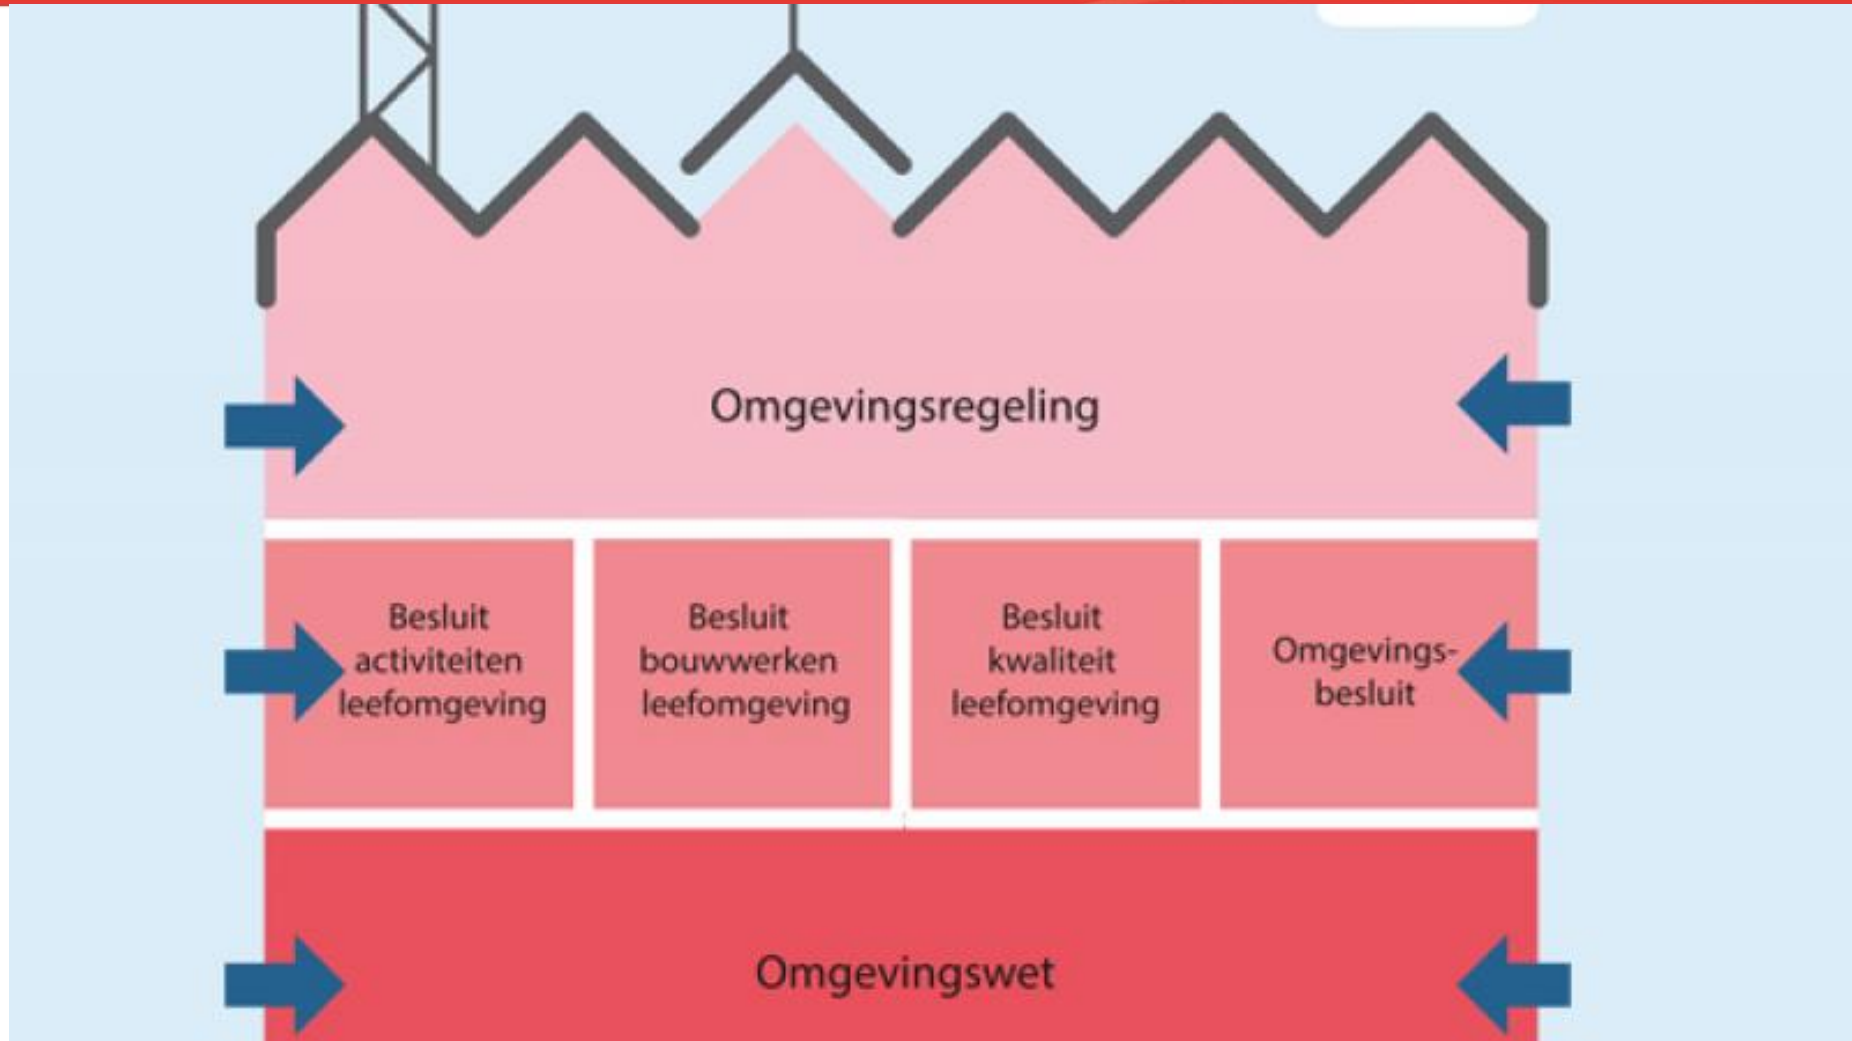 Omgevingsregeling
Besluit
activiteiten
leefomgeving
Besluit
bouwwerken
leefomgeving
Besluit
kwaliteit
leefomgeving
Omgevings-
besluit
Omgevingswet